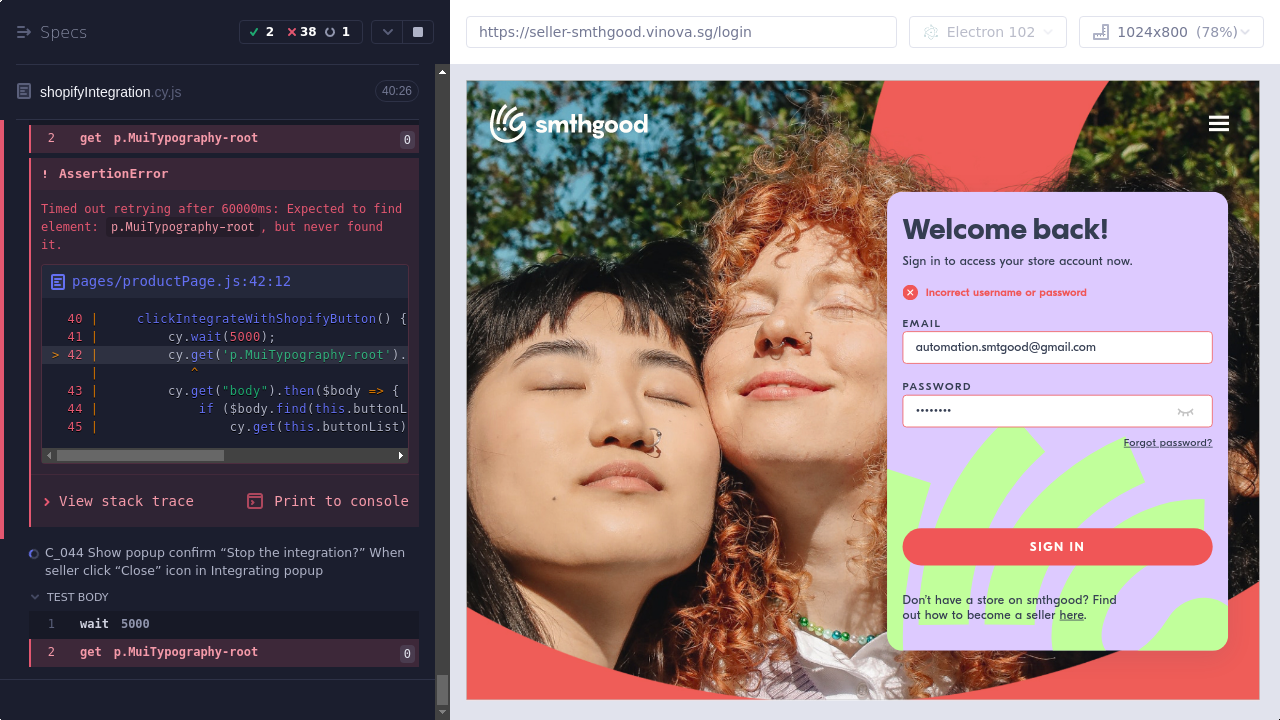 Specs
2 38 1
https://seller-smthgood.vinova.sg/login
Electron 102
1024x800 (78%)
shopifyIntegration.cy.js
40:26
2 get p.MuiTypography-root 0
! AssertionError
Timed out retrying after 60000ms: Expected to find
element: p.MuiTypography-root, but never found
it.
pages/productPage.js:42:12
40 | clickIntegrateWithShopifyButton() {
41 | cy.wait(5000);
> 42 | cy.get('p.MuiTypography-root').
| ^
43 | cy.get("body").then($body => {
44 | if ($body.find(this.buttonL
45 | cy.get(this.buttonList)
View stack trace
Print to console
C_044 Show popup confirm “Stop the integration?” When
seller click “Close” icon in Integrating popup
TEST BODY
1 wait 5000
2 get p.MuiTypography-root 0
smthgood
Welcome back!
Sign in to access your store account now.
Incorrect username or password
EMAIL
automation.smtgood@gmail.com
PASSWORD
••••••••
Forgot password?
SIGN IN
Don't have a store on smthgood? Find
out how to become a seller here.